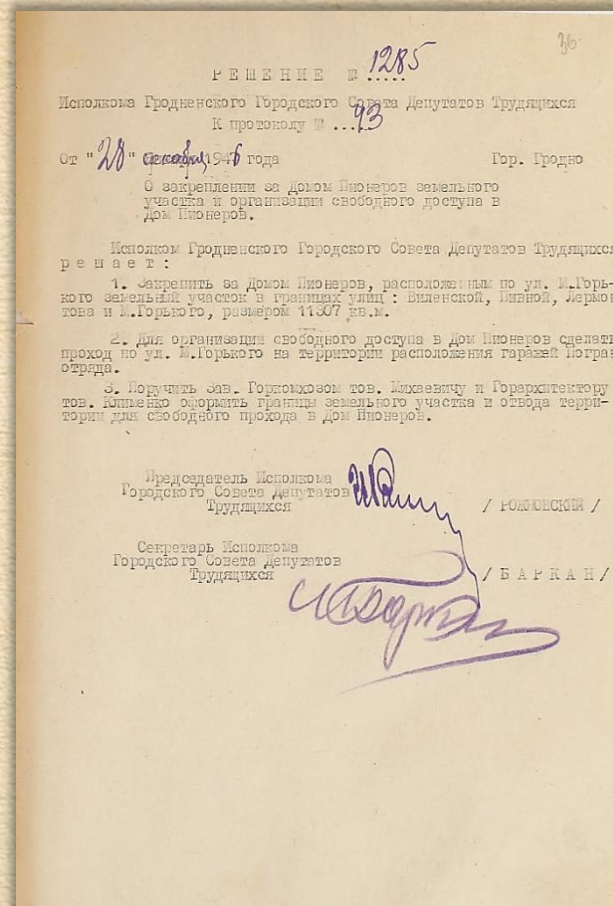 36
РЕШЕНИЕ № 1285
Исполкома Гродненского Городского Совета Депутатов Трудящихся
К протоколу № ...93
От "28" декабря 1946 года Гор. Гродно
О закреплении за Домом Пионеров земельного
участка и организации свободного доступа в
Дом Пионеров.
Исполком Гродненского Городского Совета Депутатов Трудящихся
решает:
1. Закрепить за Домом Пионеров, расположенным по ул. М.Горь-
кого земельный участок в границах улиц : Виленской, Пивной, Лермон
това и М.Горького, размером 11307 кв.м.
2. Для организации свободного доступа в Дом Пионеров сделать
проход по ул. М.Горького на территории расположения гаражей Погран
отряда.
3. Поручить Зав. Горкомхозом тов. Михаевичу и Горархитектору
тов. Клименко оформить границы земельного участка и отвода терри-
тории для свободного прохода в Дом Пионеров.
Председатель Исполкома
Городского Совета Депутатов
Трудящихся / РОМНОВСКИЙ /
Секретарь Исполкома
Городского Совета Депутатов
Трудящихся / БАРКАН /